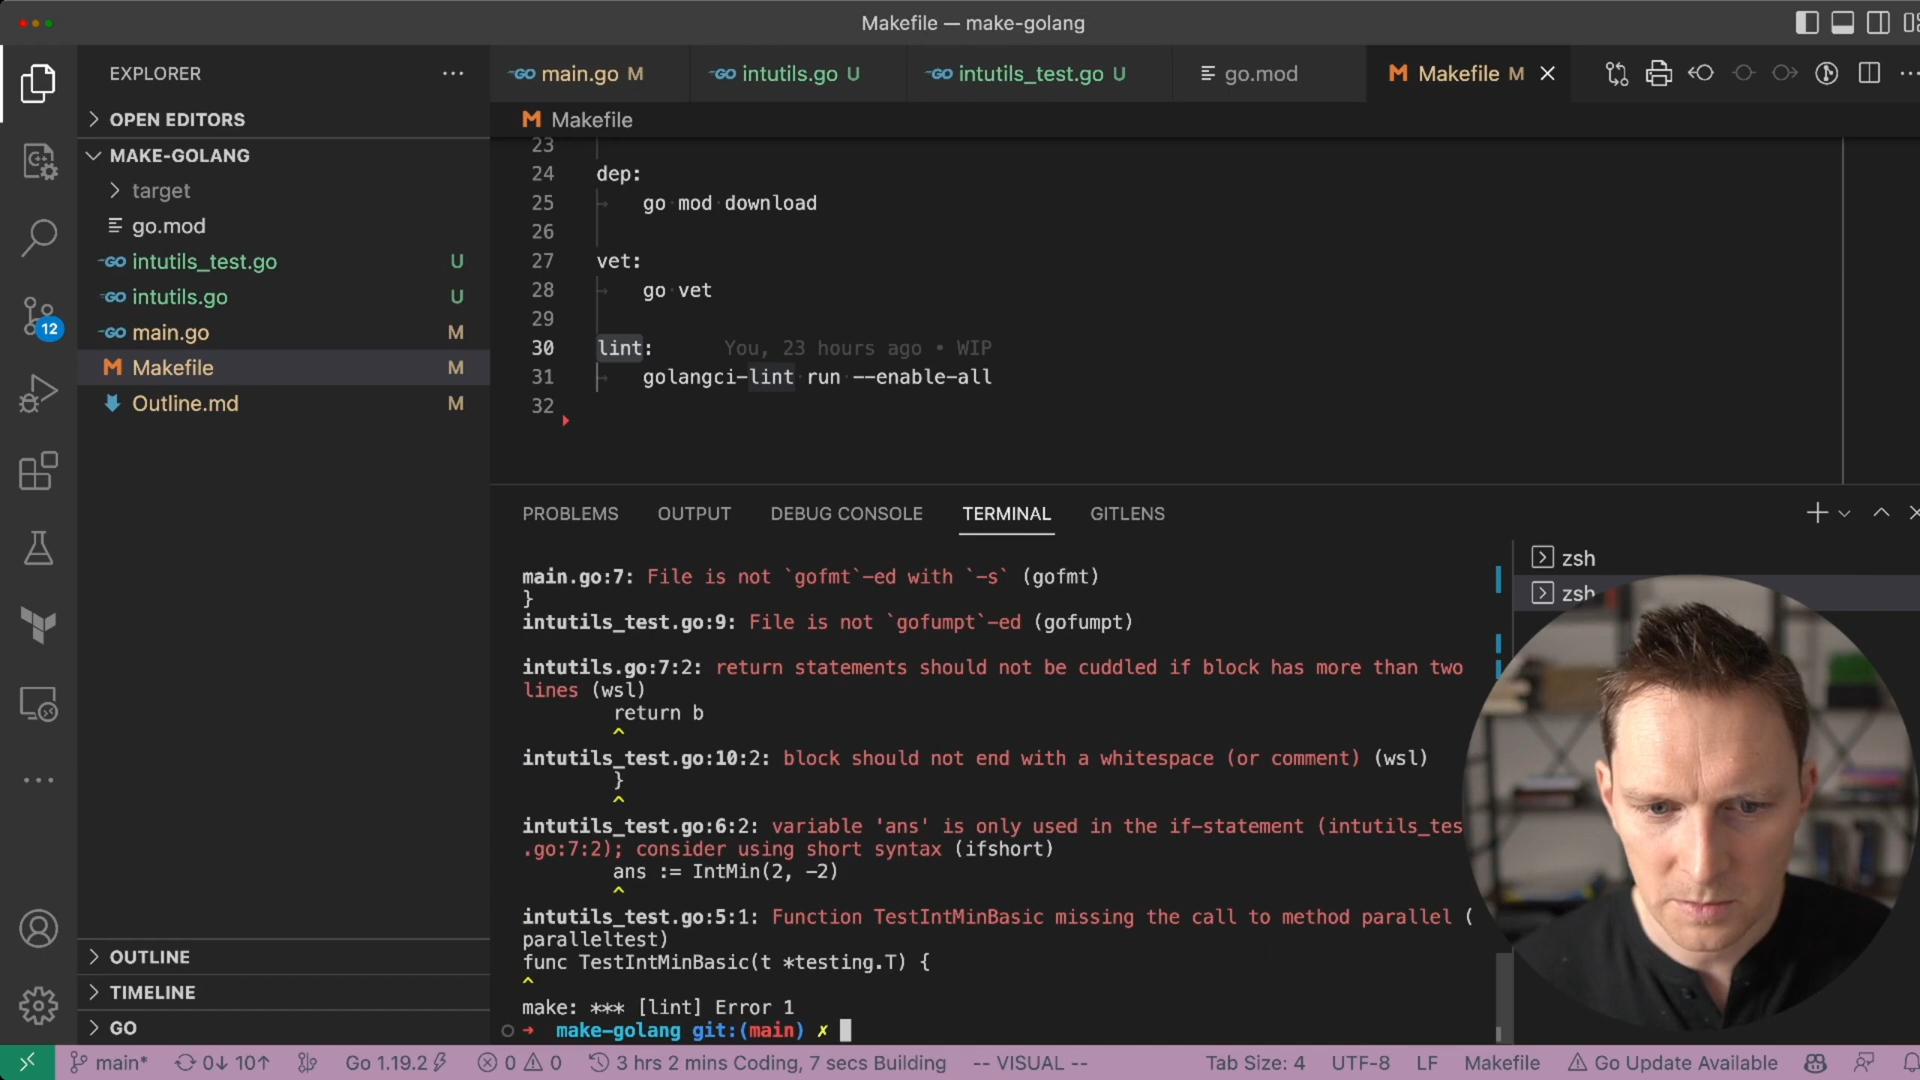 Makefile — make-golang
EXPLORER
OPEN EDITORS
MAKE-GOLANG
target
go.mod
intutils_test.go U
intutils.go U
main.go M
Makefile M
Outline.md M
12
OUTLINE
TIMELINE
GO
main.go M
intutils.go U
intutils_test.go U
go.mod
Makefile M
Makefile
23
24 dep:
25 go mod download
26
27 vet:
28 go vet
29
30 lint: You, 23 hours ago • WIP
31 golangci-lint run --enable-all
32
PROBLEMS OUTPUT DEBUG CONSOLE TERMINAL GITLENS
zsh
zsh
main.go:7: File is not `gofmt`-ed with `-s` (gofmt)
}
intutils_test.go:9: File is not `gofumpt`-ed (gofumpt)
intutils.go:7:2: return statements should not be cuddled if block has more than two
lines (wsl)
return b
^
intutils_test.go:10:2: block should not end with a whitespace (or comment) (wsl)
}
^
intutils_test.go:6:2: variable 'ans' is only used in the if-statement (intutils_tes
.go:7:2); consider using short syntax (ifshort)
ans := IntMin(2, -2)
^
intutils_test.go:5:1: Function TestIntMinBasic missing the call to method parallel (
paralleltest)
func TestIntMinBasic(t *testing.T) {
^
make: *** [lint] Error 1
→ make-golang git:(main) ✗
main* 0↓ 10↑ Go 1.19.2 0 0 3 hrs 2 mins Coding, 7 secs Building -- VISUAL -- Tab Size: 4 UTF-8 LF Makefile Go Update Available